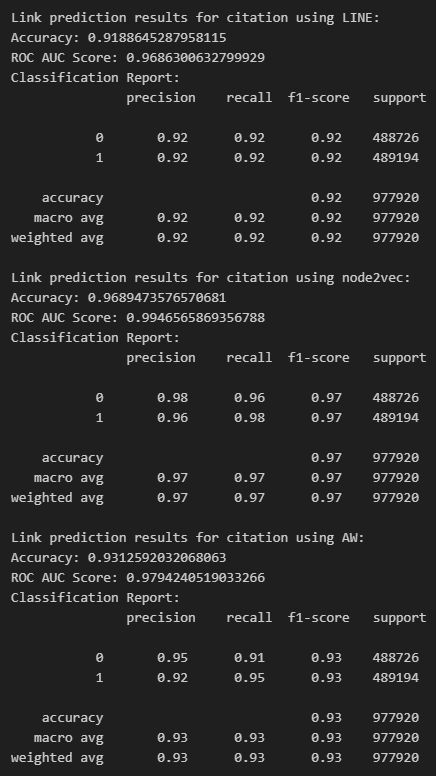 Link prediction results for citation using LINE:
Accuracy: 0.9188645287958115
ROC AUC Score: 0.9686300632799929
Classification Report:
precision recall f1-score support
0 0.92 0.92 0.92 488726
1 0.92 0.92 0.92 489194
accuracy 0.92 977920
macro avg 0.92 0.92 0.92 977920
weighted avg 0.92 0.92 0.92 977920
Link prediction results for citation using node2vec:
Accuracy: 0.9689473576570681
ROC AUC Score: 0.9946565869356788
Classification Report:
precision recall f1-score support
0 0.98 0.96 0.97 488726
1 0.96 0.98 0.97 489194
accuracy 0.97 977920
macro avg 0.97 0.97 0.97 977920
weighted avg 0.97 0.97 0.97 977920
Link prediction results for citation using AW:
Accuracy: 0.9312592032068063
ROC AUC Score: 0.9794240519033266
Classification Report:
precision recall f1-score support
0 0.95 0.91 0.93 488726
1 0.92 0.95 0.93 489194
accuracy 0.93 977920
macro avg 0.93 0.93 0.93 977920
weighted avg 0.93 0.93 0.93 977920